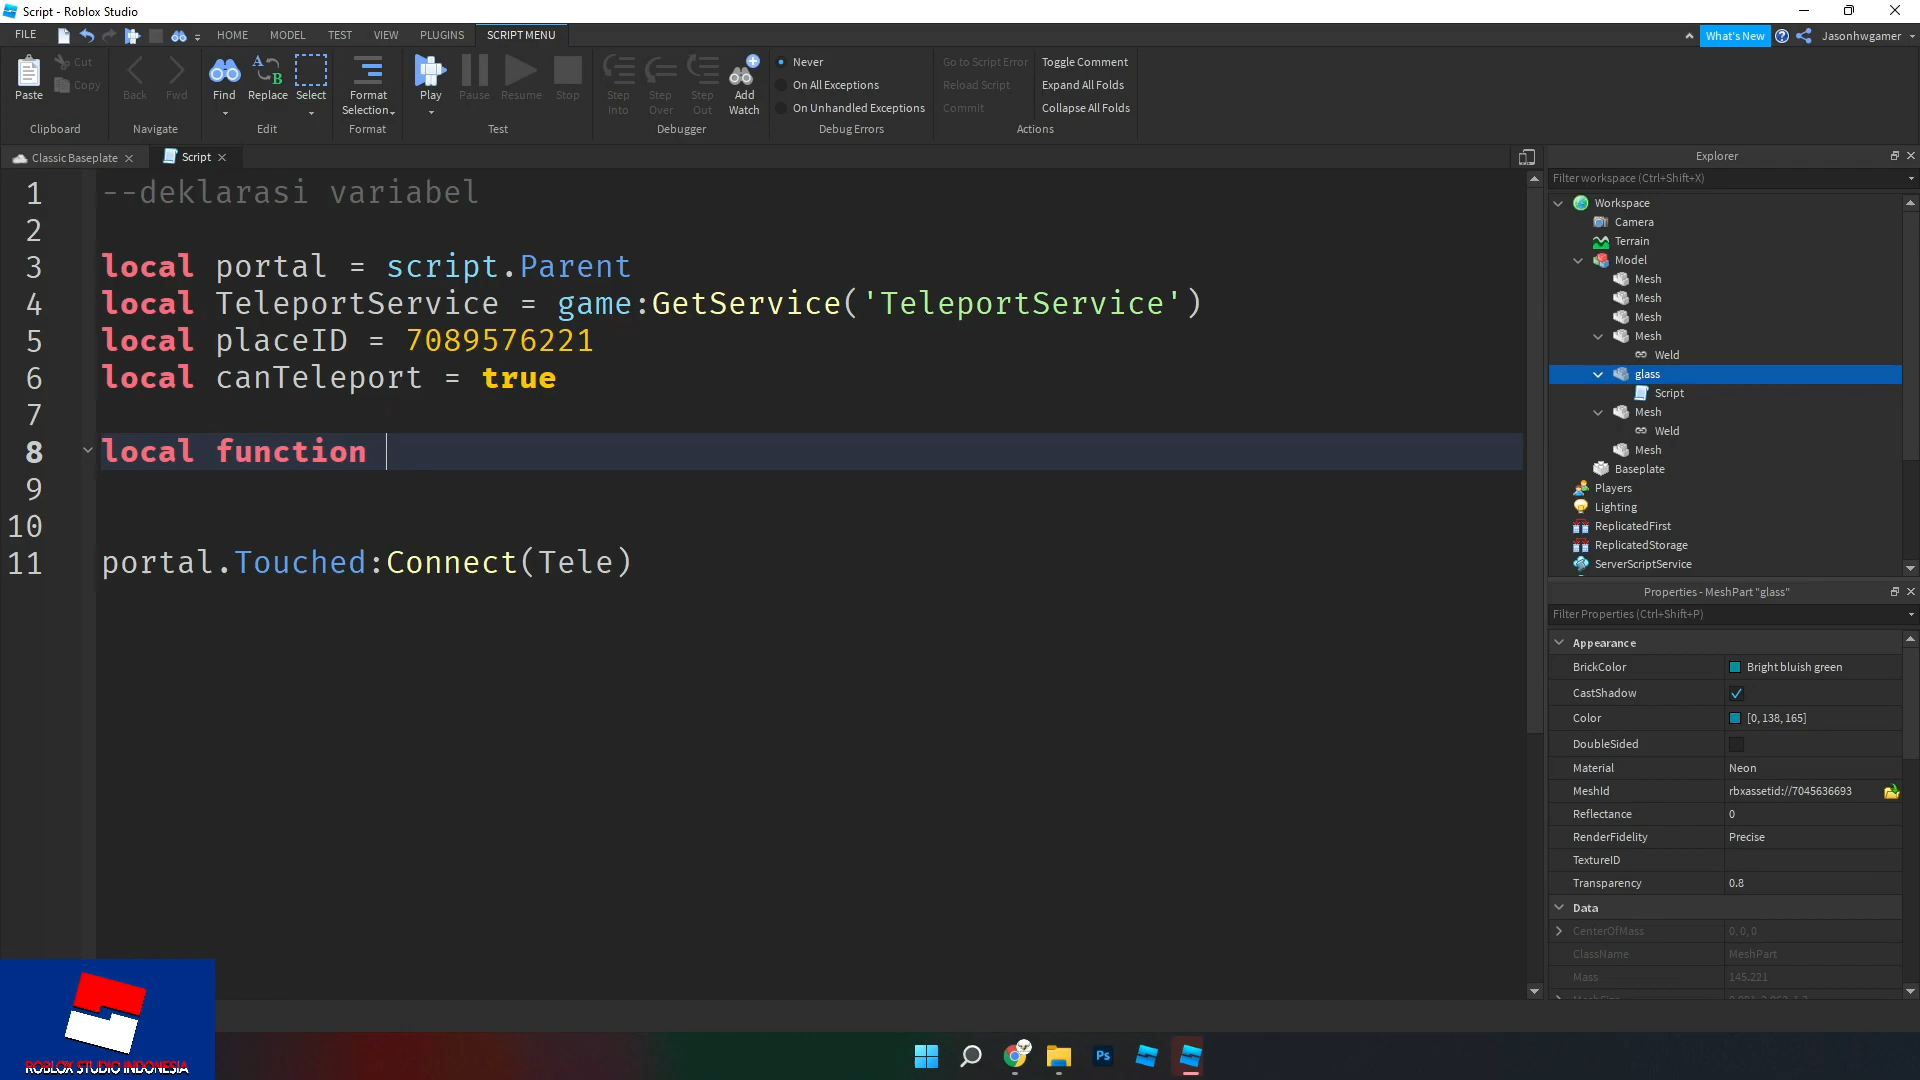 Script - Roblox Studio
FILE HOME MODEL TEST VIEW PLUGINS SCRIPT MENU What's New Jasonhwgamer
Paste Cut Copy
Clipboard
Back Fwd
Navigate
Find Replace Select
Edit
Format Selection
Format
Play Pause Resume Stop
Test
Step Into Step Over Step Out Add Watch
Debugger
Never
On All Exceptions
On Unhandled Exceptions
Debug Errors
Go to Script Error Toggle Comment
Reload Script Expand All Folds
Commit Collapse All Folds
Actions
Classic Baseplate Script
1 --deklarasi variabel
2
3 local portal = script.Parent
4 local TeleportService = game:GetService('TeleportService')
5 local placeID = 7089576221
6 local canTeleport = true
7
8 local function
9
10
11 portal.Touched:Connect(Tele)
Explorer
Filter workspace (Ctrl+Shift+X)
Workspace
Camera
Terrain
Model
Mesh
Mesh
Mesh
Mesh
Weld
glass
Script
Mesh
Weld
Mesh
Baseplate
Players
Lighting
ReplicatedFirst
ReplicatedStorage
ServerScriptService
Properties - MeshPart "glass"
Filter Properties (Ctrl+Shift+P)
Appearance
BrickColor Bright bluish green
CastShadow
Color [0, 138, 165]
DoubleSided
Material Neon
MeshId rbxassetid://7045636693
Reflectance 0
RenderFidelity Precise
TextureID
Transparency 0.8
Data
CenterOfMass 0, 0, 0
ClassName MeshPart
Mass 145.221
ROBLOX STUDIO INDONESIA
Ps